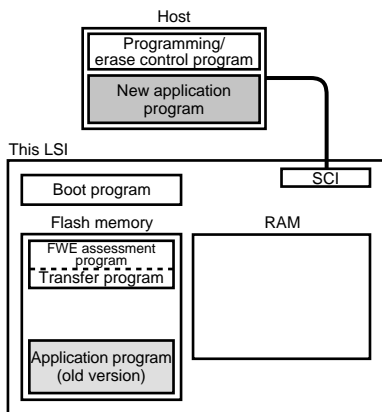 Host
Programming/
erase control program
New application
program
This LSI
SCI
Boot program
Flash memory
RAM
FWE assessment
program
Transfer program
Application program
(old version)